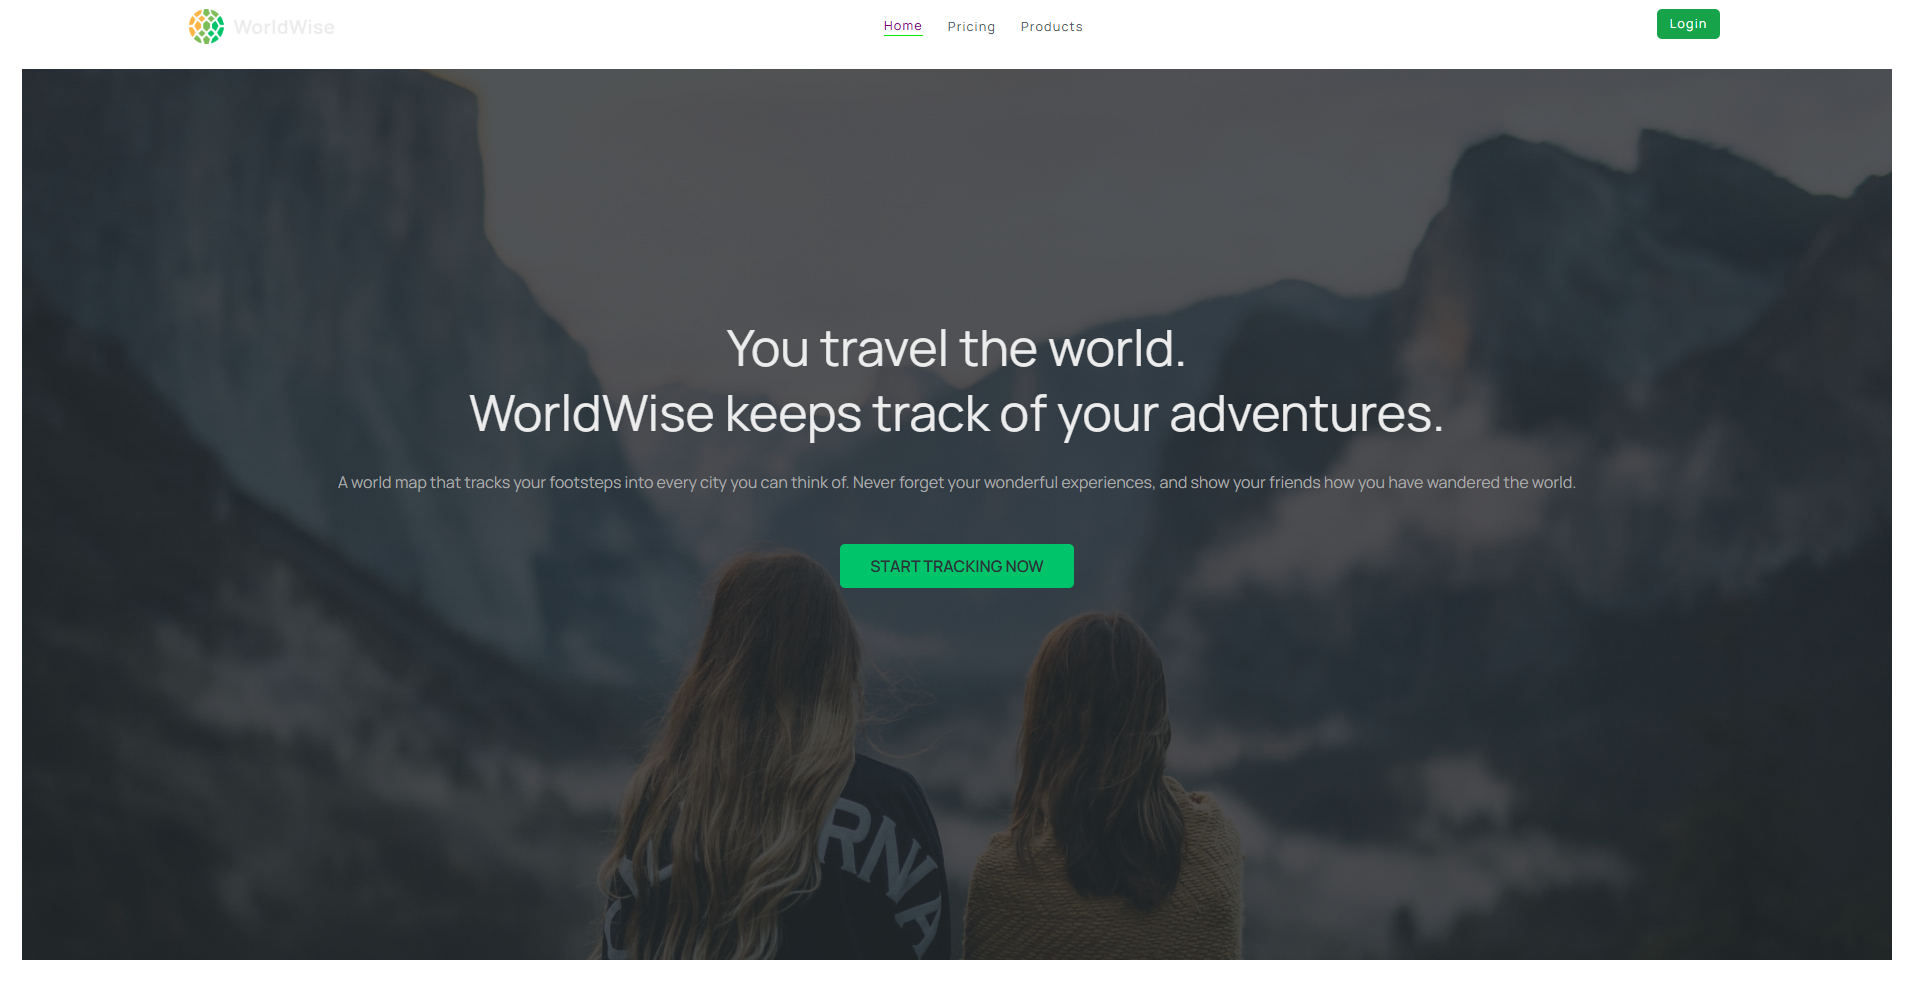 WorldWise
Home Pricing Products
Login
You travel the world.
WorldWise keeps track of your adventures.
A world map that tracks your footsteps into every city you can think of. Never forget your wonderful experiences, and show your friends how you have wandered the world.
START TRACKING NOW
RNIA